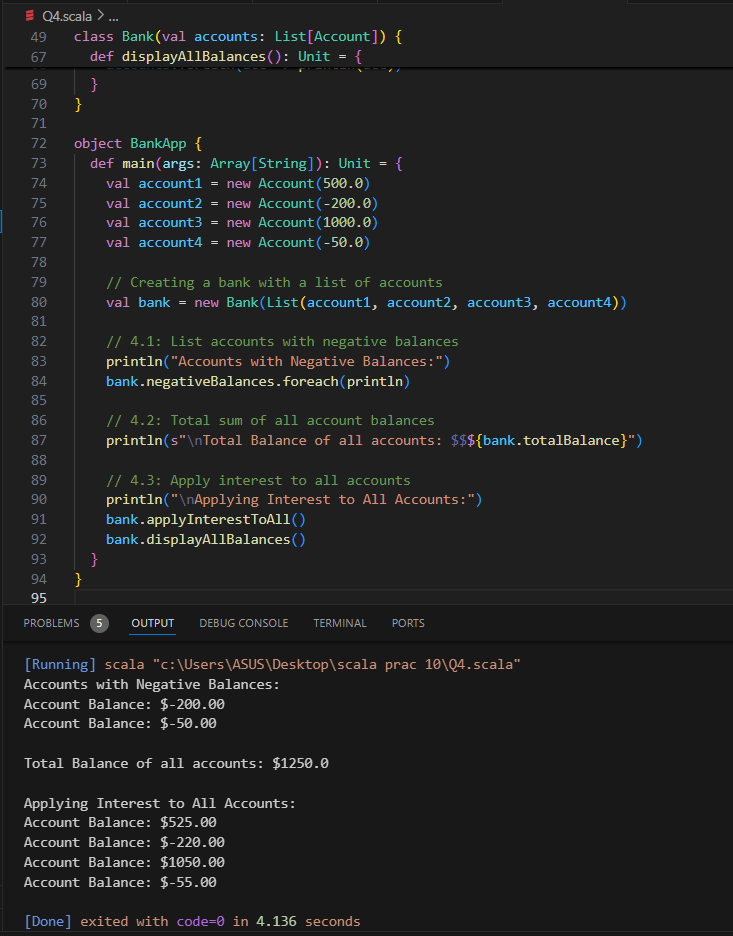 Q4.scala > ...
49 class Bank(val accounts: List[Account]) {
67   def displayAllBalances(): Unit = {
69   }
70 }
71
72 object BankApp {
73   def main(args: Array[String]): Unit = {
74     val account1 = new Account(500.0)
75     val account2 = new Account(-200.0)
76     val account3 = new Account(1000.0)
77     val account4 = new Account(-50.0)
78
79     // Creating a bank with a list of accounts
80     val bank = new Bank(List(account1, account2, account3, account4))
81
82     // 4.1: List accounts with negative balances
83     println("Accounts with Negative Balances:")
84     bank.negativeBalances.foreach(println)
85
86     // 4.2: Total sum of all account balances
87     println(s"\nTotal Balance of all accounts: $$${bank.totalBalance}")
88
89     // 4.3: Apply interest to all accounts
90     println("\nApplying Interest to All Accounts:")
91     bank.applyInterestToAll()
92     bank.displayAllBalances()
93   }
94 }
95
PROBLEMS 5 OUTPUT DEBUG CONSOLE TERMINAL PORTS
[Running] scala "c:\Users\ASUS\Desktop\scala prac 10\Q4.scala"
Accounts with Negative Balances:
Account Balance: $-200.00
Account Balance: $-50.00
Total Balance of all accounts: $1250.0
Applying Interest to All Accounts:
Account Balance: $525.00
Account Balance: $-220.00
Account Balance: $1050.00
Account Balance: $-55.00
[Done] exited with code=0 in 4.136 seconds